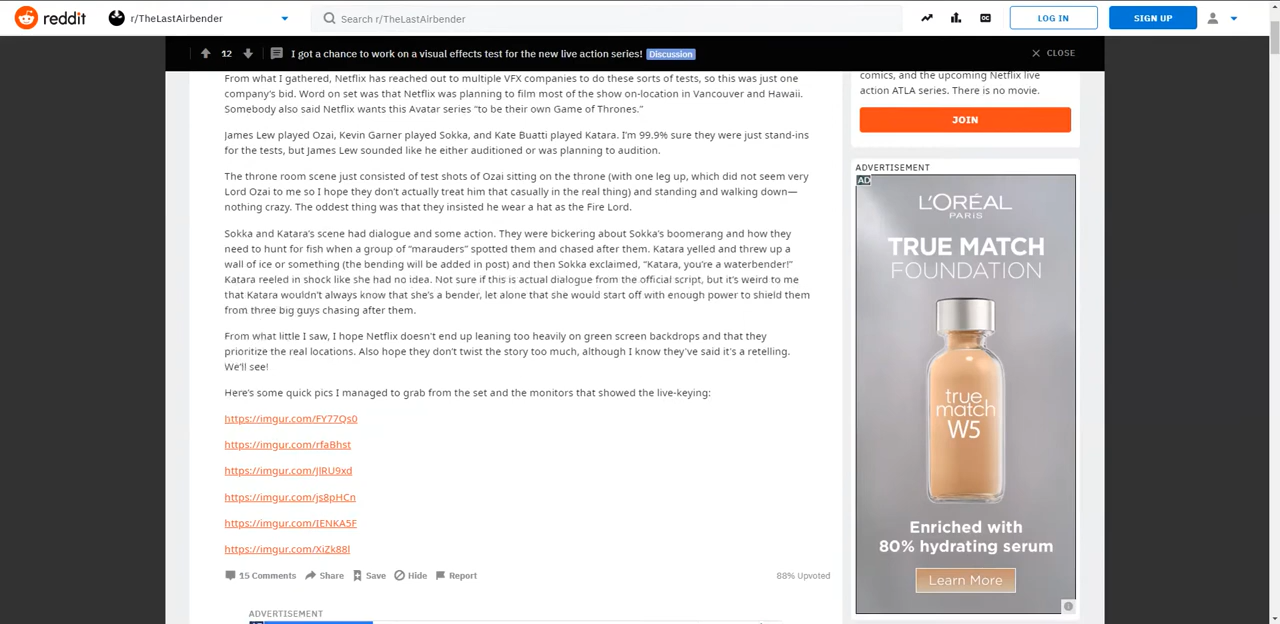 reddit
r/TheLastAirbender
Search r/TheLastAirbender
LOG IN
SIGN UP
12
I got a chance to work on a visual effects test for the new live action series!
Discussion
CLOSE
From what I gathered, Netflix has reached out to multiple VFX companies to do these sorts of tests, so this was just one
company's bid. Word on set was that Netflix was planning to film most of the show on-location in Vancouver and Hawaii.
Somebody also said Netflix wants this Avatar series “to be their own Game of Thrones.”
James Lew played Ozai, Kevin Garner played Sokka, and Kate Buatti played Katara. I'm 99.9% sure they were just stand-ins
for the tests, but James Lew sounded like he either auditioned or was planning to audition.
The throne room scene just consisted of test shots of Ozai sitting on the throne (with one leg up, which did not seem very
Lord Ozai to me so I hope they don't actually treat him that casually in the real thing) and standing and walking down—
nothing crazy. The oddest thing was that they insisted he wear a hat as the Fire Lord.
Sokka and Katara's scene had dialogue and some action. They were bickering about Sokka's boomerang and how they
need to hunt for fish when a group of “marauders” spotted them and chased after them. Katara yelled and threw up a
wall of ice or something (the bending will be added in post) and then Sokka exclaimed, “Katara, you're a waterbender!”
Katara reeled in shock like she had no idea. Not sure if this is actual dialogue from the official script, but it's weird to me
that Katara wouldn't always know that she's a bender, let alone that she would start off with enough power to shield them
from three big guys chasing after them.
From what little I saw, I hope Netflix doesn't end up leaning too heavily on green screen backdrops and that they
prioritize the real locations. Also hope they don't twist the story too much, although I know they've said it's a retelling.
We'll see!
Here's some quick pics I managed to grab from the set and the monitors that showed the live-keying:
https://imgur.com/FY77Qs0
https://imgur.com/rfaBhst
https://imgur.com/JlRU9xd
https://imgur.com/js8pHCn
https://imgur.com/IENKA5F
https://imgur.com/XiZk88l
15 Comments
Share
Save
Hide
Report
88% Upvoted
ADVERTISEMENT
comics, and the upcoming Netflix live
action ATLA series. There is no movie.
JOIN
ADVERTISEMENT
AD
L'ORÉAL
PARIS
TRUE MATCH
FOUNDATION
true
match
W5
Enriched with
80% hydrating serum
Learn More